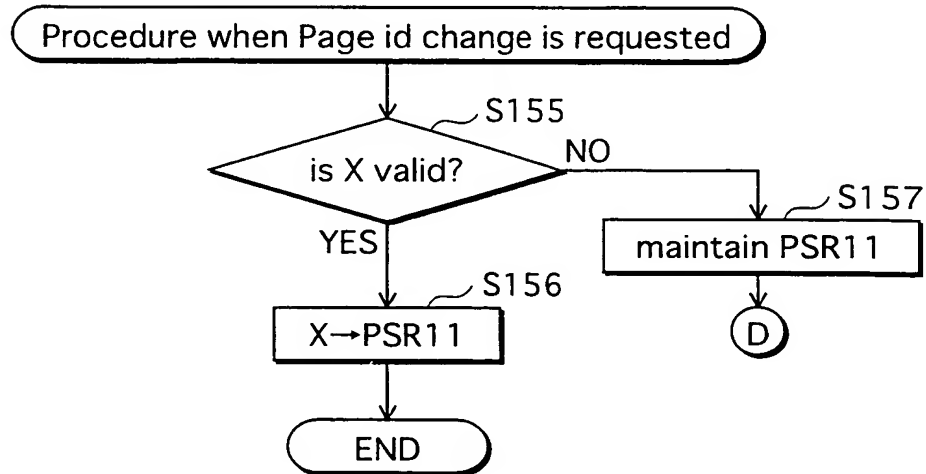 Procedure when Page id change is requested
S155
is X valid?
NO
S157
YES
maintain PSR11
S156
X→PSR11
D
END